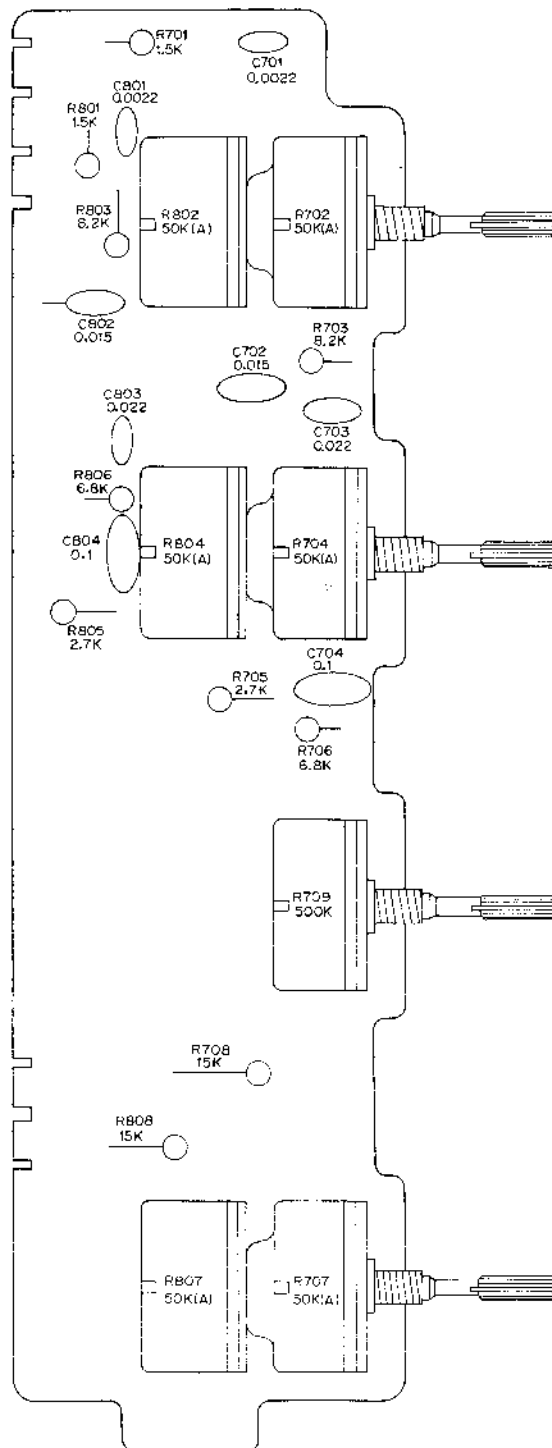 R701
1.5K
C701
0.0022
C801
0.0022
R801
1.5K
R803
8.2K
R802
50K(A)
R702
50K(A)
C802
0.015
R703
8.2K
C702
0.015
C803
0.022
C703
0.022
R806
6.8K
C804
0.1
R804
50K(A)
R704
50K(A)
R805
2.7K
C704
0.1
R705
2.7K
R706
6.8K
R709
500K
R708
15K
R808
15K
R807
50K(A)
R707
50K(A)